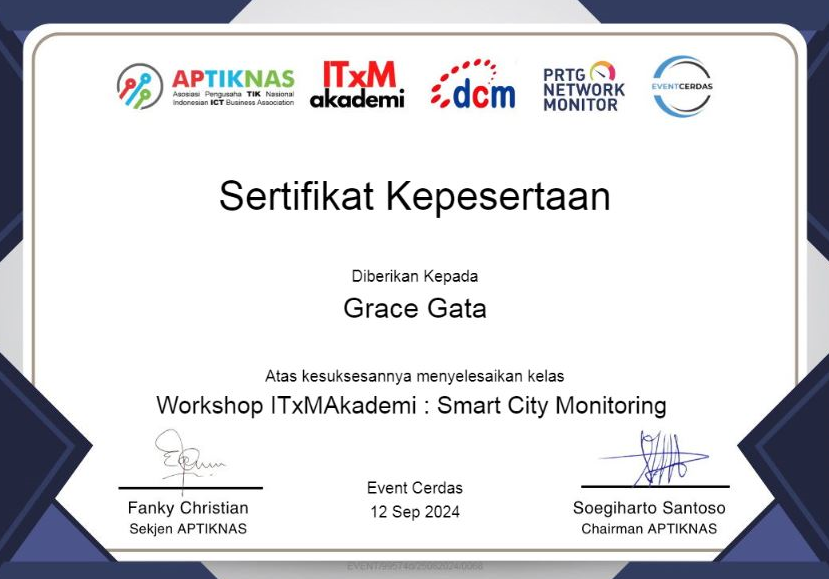 APTIKNAS
Asosiasi Pengusaha TIK Nasional
Indonesian ICT Business Association
ITxM
akademi
dcm
PRTG
NETWORK
MONITOR
EVENTCERDAS
Sertifikat Kepesertaan
Diberikan Kepada
Grace Gata
Atas kesuksesannya menyelesaikan kelas
Workshop ITxMAkademi : Smart City Monitoring
Fanky Christian
Sekjen APTIKNAS
Event Cerdas
12 Sep 2024
Soegiharto Santoso
Chairman APTIKNAS